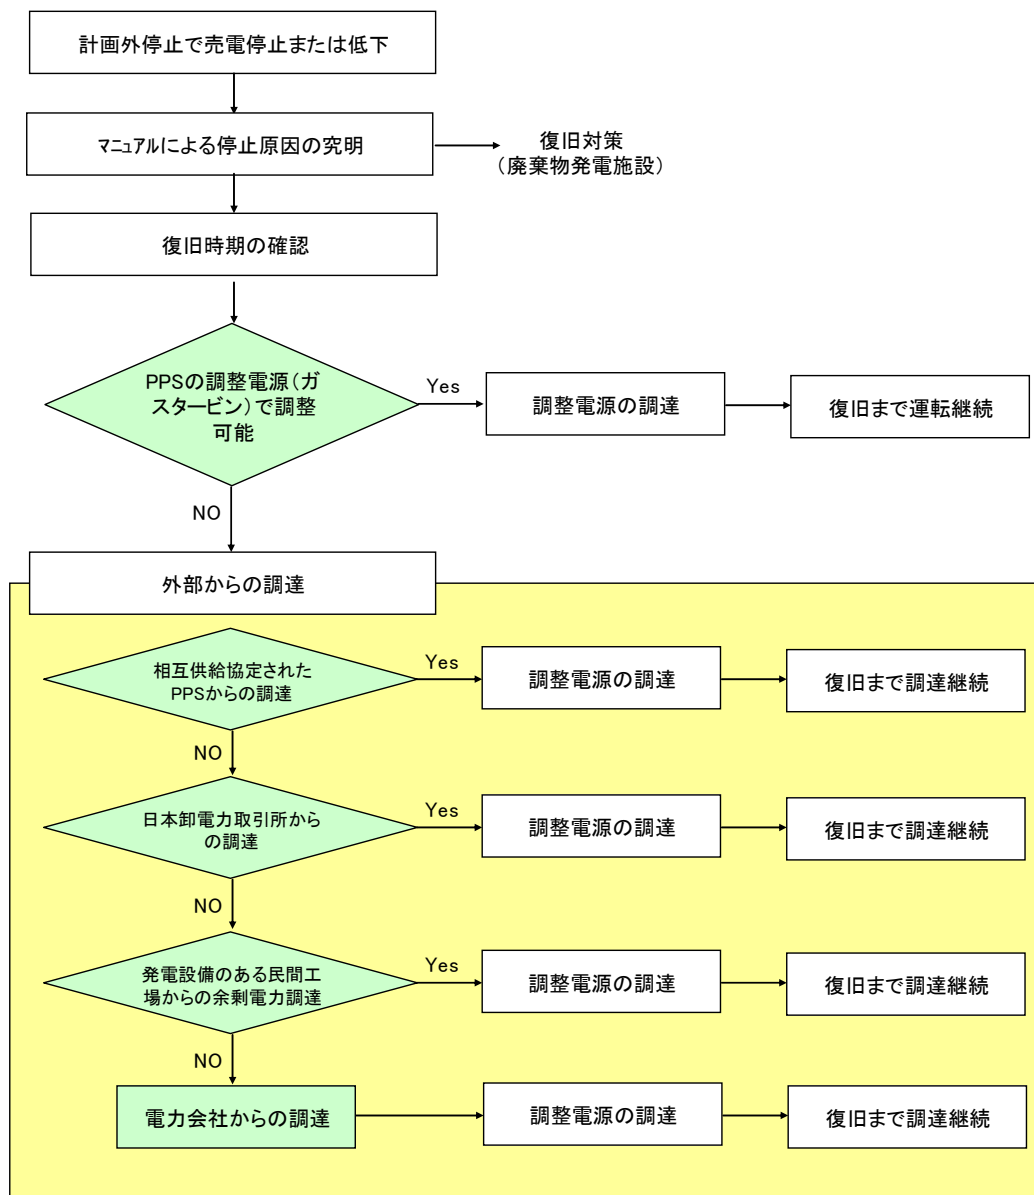 計画外停止で売電停止または低下
ﾏﾆｭｱﾙによる停止原因の究明
復旧対策
（廃棄物発電施設）
復旧時期の確認
PPSの調整電源（ガ
スタービン）で調整
可能
Yes
調整電源の調達
復旧まで運転継続
NO
外部からの調達
相互供給協定された
PPSからの調達
Yes
調整電源の調達
復旧まで調達継続
NO
日本卸電力取引所から
の調達
Yes
調整電源の調達
復旧まで調達継続
NO
発電設備のある民間工
場からの余剰電力調達
Yes
調整電源の調達
復旧まで調達継続
NO
電力会社からの調達
調整電源の調達
復旧まで調達継続